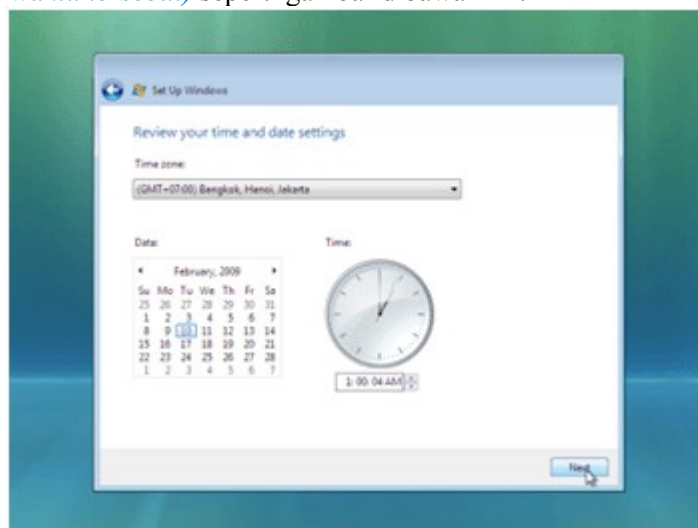 Set Up Windows
Review your time and date settings
Time zone:
(GMT+07:00) Bangkok, Hanoi, Jakarta
Date:
Time:
February, 2009
Su Mo Tu We Th Fr Sa
25 26 27 28 29 30 31
1 2 3 4 5 6 7
8 9 10 11 12 13 14
15 16 17 18 19 20 21
22 23 24 25 26 27 28
1 2 3 4 5 6 7
1: 00: 04 AM
Next